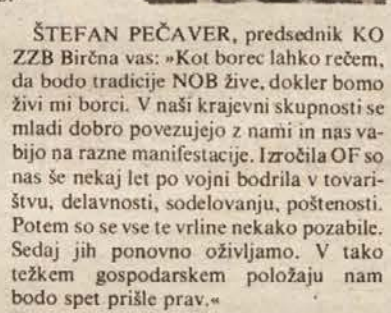 ŠTEFAN PEČAVER, predsednik KO
ZZB Birčna vas: »Kot borec lahko rečem,
da bodo tradicije NOB žive, dokler bomo
živi mi borci. V naši krajevni skupnosti se
mladi dobro povezujejo z nami in nas va-
bijo na razne manifestacije. Izročila OF so
nas še nekaj let po vojni bodrila v tovari-
štvu, delavnosti, sodelovanju, poštenosti.
Potem so se vse te vrline nekako pozabile.
Sedaj jih ponovno oživljamo. V tako
težkem gospodarskem položaju nam
bodo spet prišle prav.«